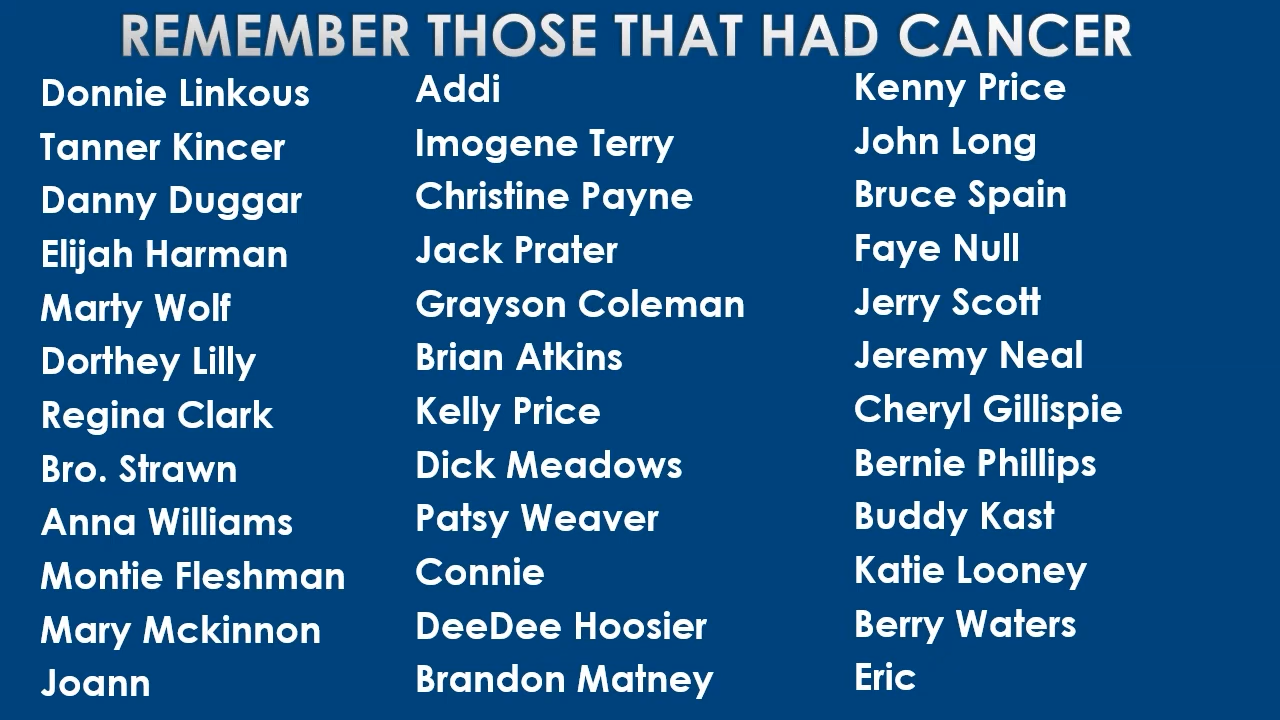 REMEMBER THOSE THAT HAD CANCER
Donnie Linkous
Tanner Kincer
Danny Duggar
Elijah Harman
Marty Wolf
Dorthey Lilly
Regina Clark
Bro. Strawn
Anna Williams
Montie Fleshman
Mary Mckinnon
Joann
Addi
Imogene Terry
Christine Payne
Jack Prater
Grayson Coleman
Brian Atkins
Kelly Price
Dick Meadows
Patsy Weaver
Connie
DeeDee Hoosier
Brandon Matney
Kenny Price
John Long
Bruce Spain
Faye Null
Jerry Scott
Jeremy Neal
Cheryl Gillispie
Bernie Phillips
Buddy Kast
Katie Looney
Berry Waters
Eric